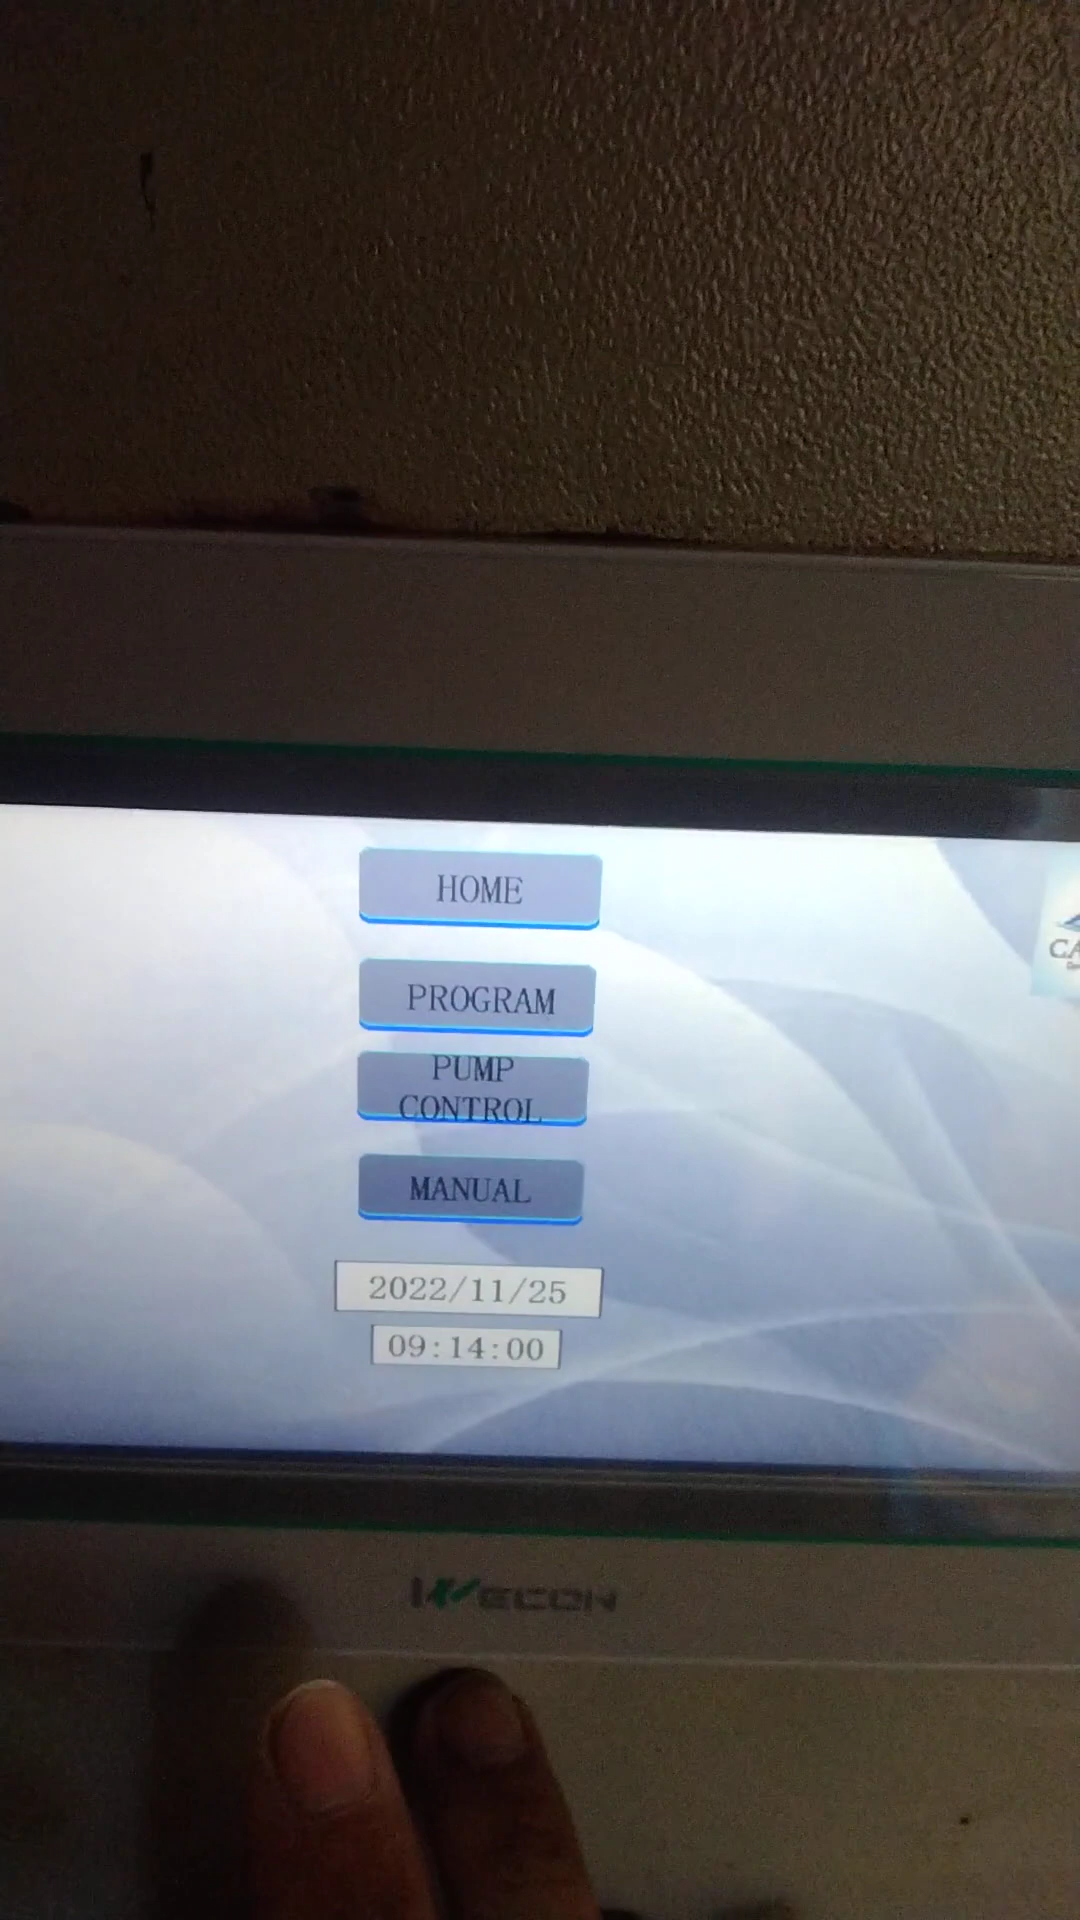 HOME
PROGRAM
PUMP
CONTROL
MANUAL
2022/11/25
09:14:00
WECON